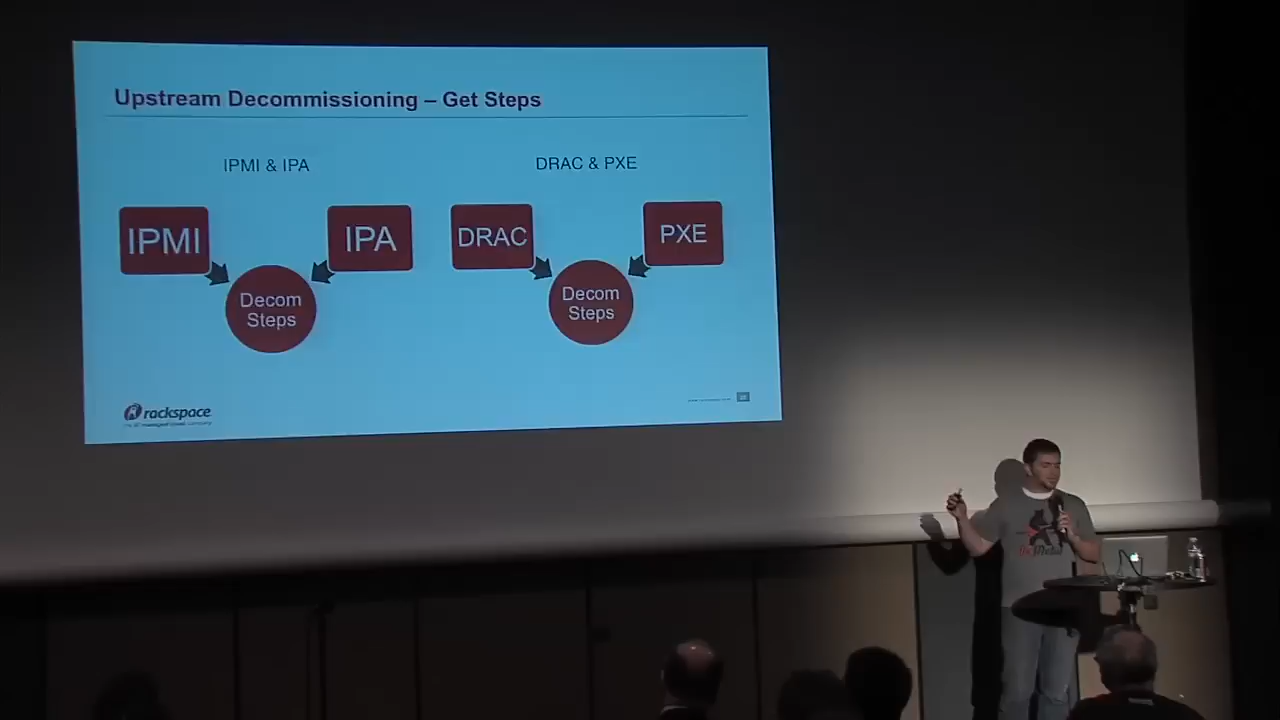 Upstream Decommissioning – Get Steps
IPMI & IPA
DRAC & PXE
IPMI
IPA
DRAC
PXE
Decom
Steps
Decom
Steps
rackspace